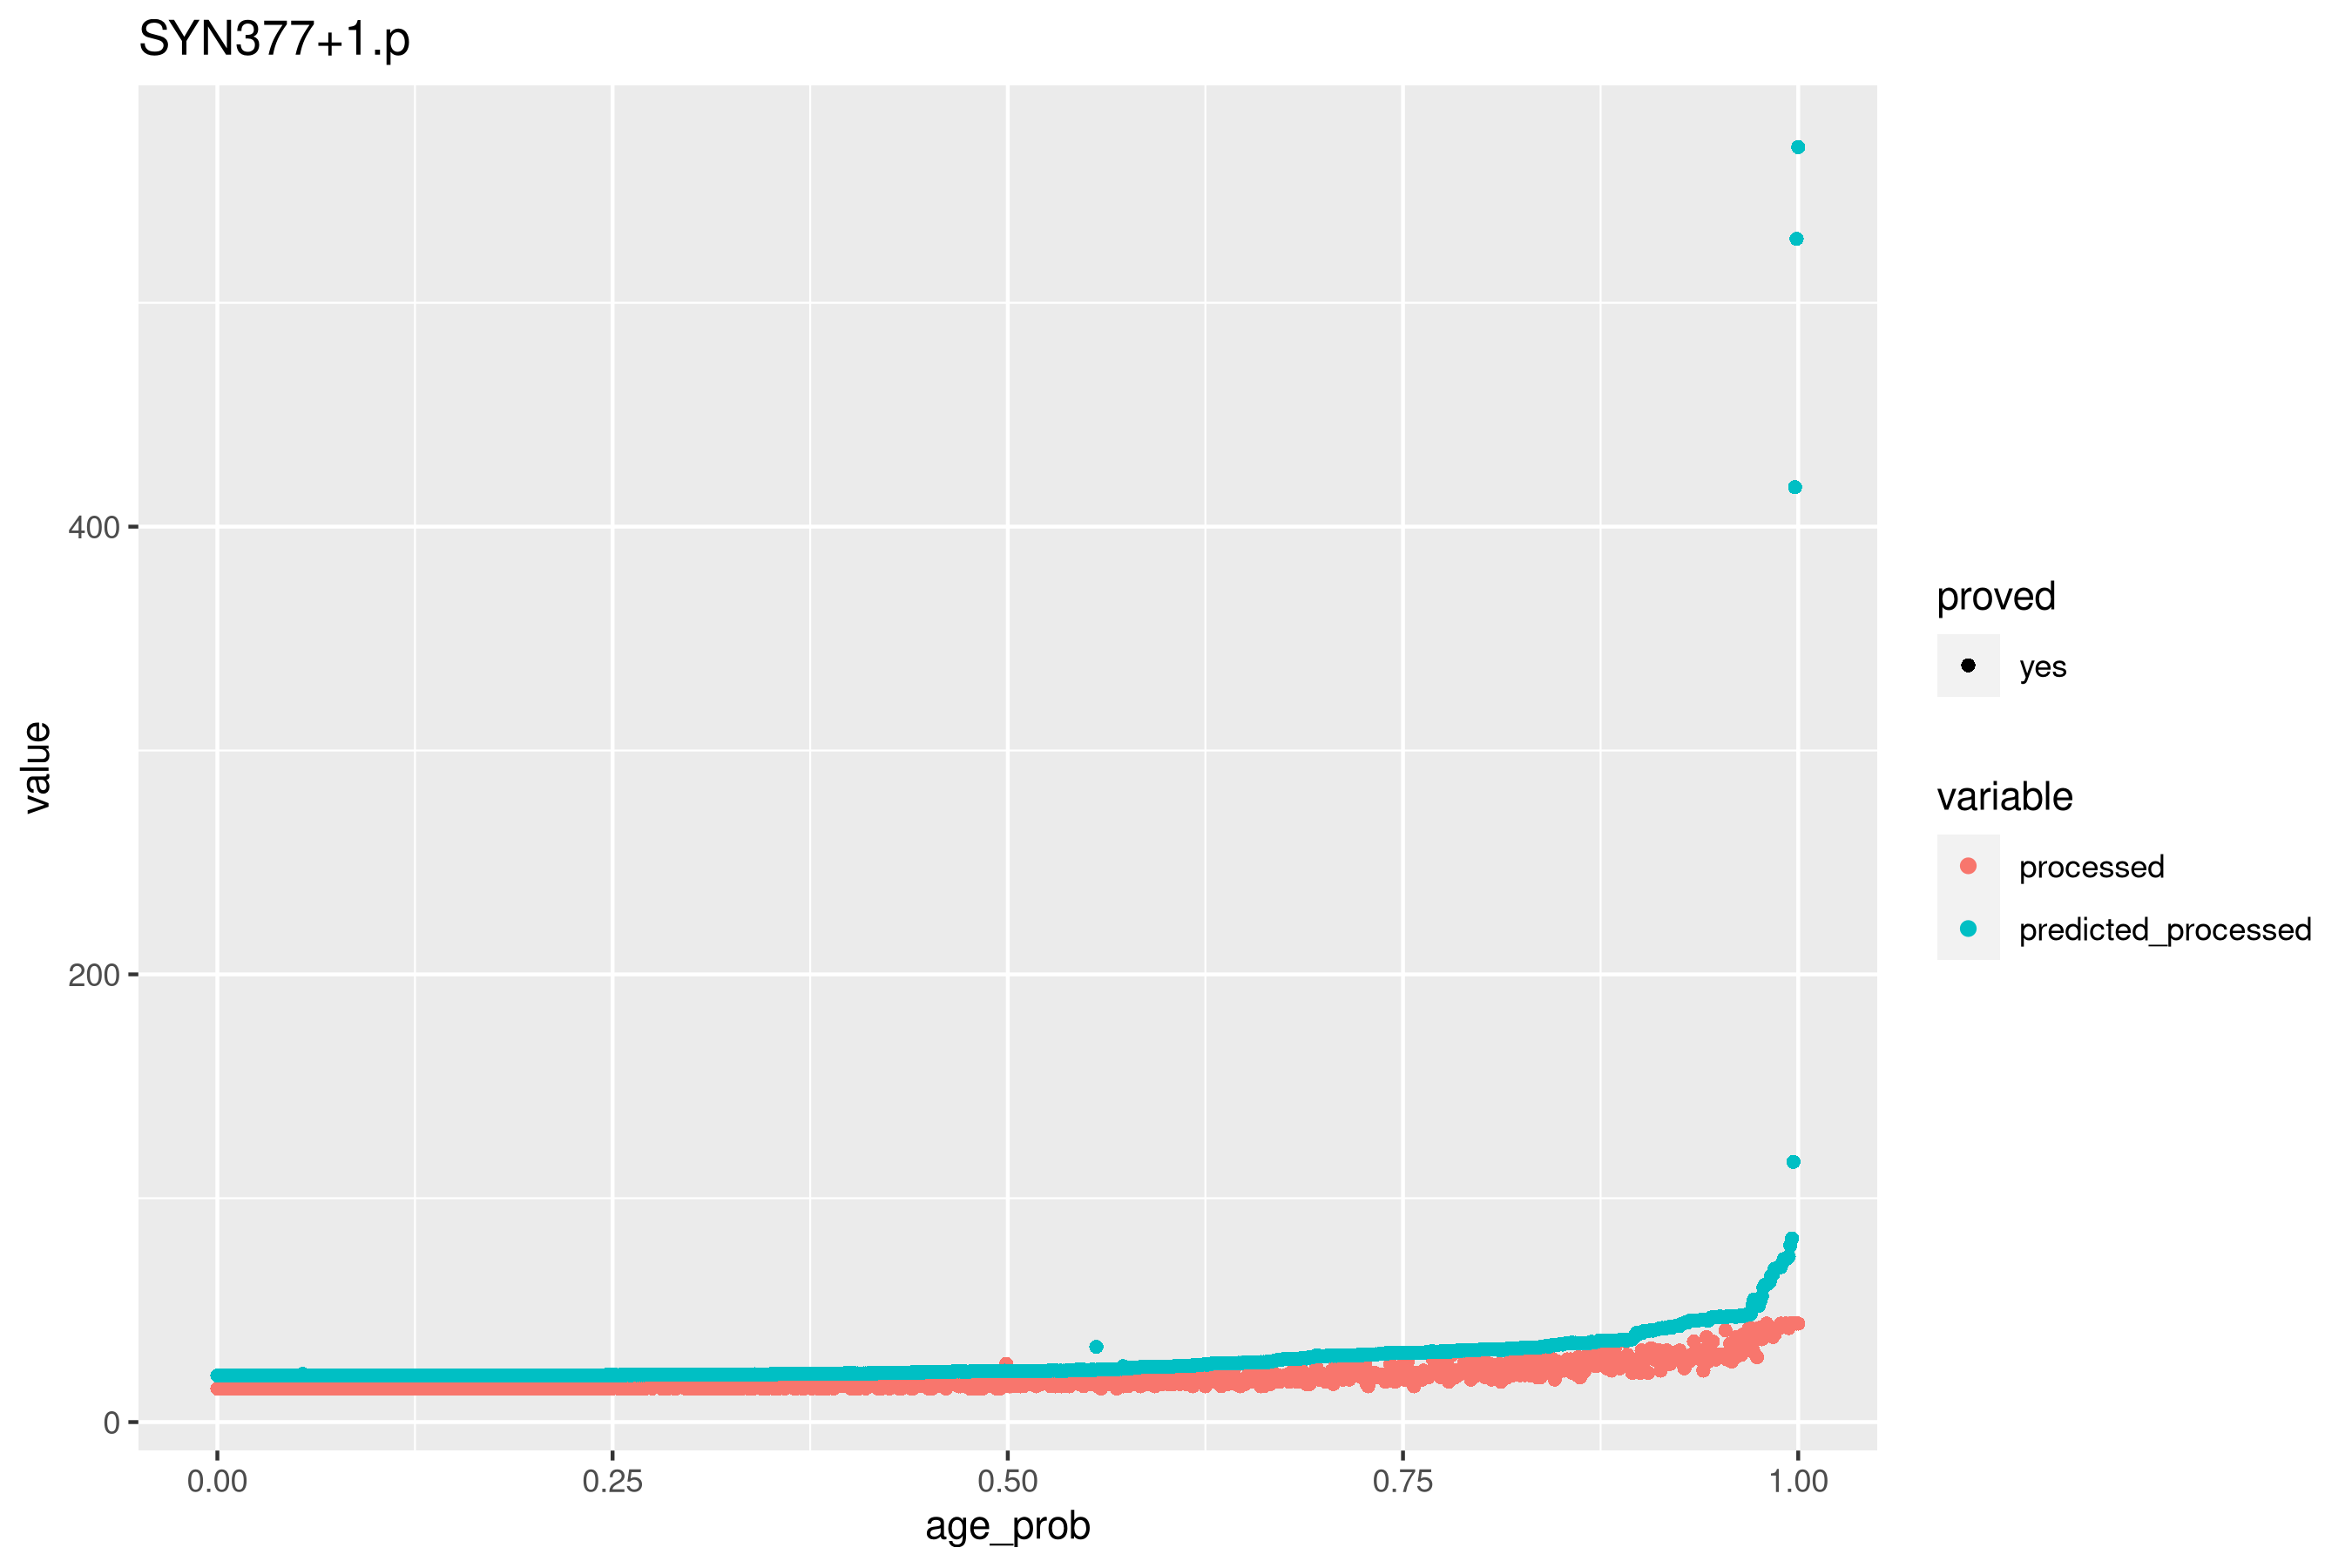 SYN377+1.p
value
400
200
0
0.00
0.25
0.50
0.75
1.00
age_prob
proved
yes
variable
processed
predicted_processed